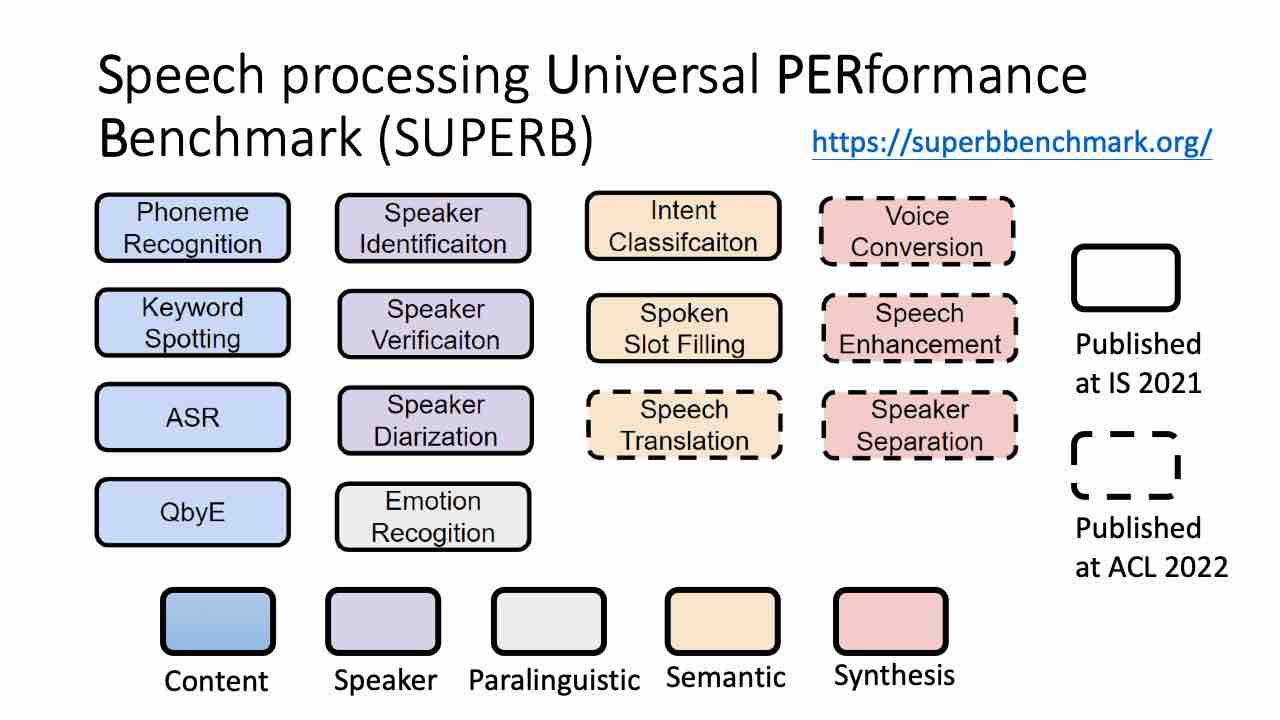 Speech processing Universal PERformance
Benchmark (SUPERB)
https://superbbenchmark.org/
Phoneme
Recognition
Speaker
Identificaiton
Intent
Classifcaiton
Voice
Conversion
Keyword
Spotting
Speaker
Verificaiton
Spoken
Slot Filling
Speech
Enhancement
ASR
Speaker
Diarization
Speech
Translation
Speaker
Separation
QbyE
Emotion
Recogition
Published
at IS 2021
Published
at ACL 2022
Content
Speaker
Paralinguistic
Semantic
Synthesis